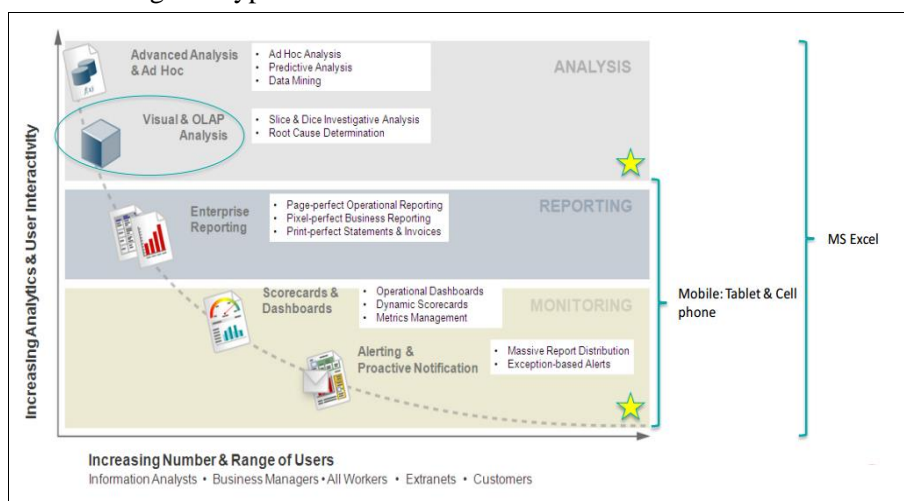 Advanced Analysis
& Ad Hoc
• Ad Hoc Analysis
• Predictive Analysis
• Data Mining
ANALYSIS
f(x)
Visual & OLAP
Analysis
• Slice & Dice Investigative Analysis
• Root Cause Determination
Enterprise
Reporting
• Page-perfect Operational Reporting
• Pixel-perfect Business Reporting
• Print-perfect Statements & Invoices
REPORTING
MS Excel
Mobile: Tablet & Cell
phone
Scorecards &
Dashboards
• Operational Dashboards
• Dynamic Scorecards
• Metrics Management
MONITORING
Alerting &
Proactive Notification
• Massive Report Distribution
• Exception-based Alerts
Increasing Analytics & User Interactivity
Increasing Number & Range of Users
Information Analysts • Business Managers • All Workers • Extranets • Customers